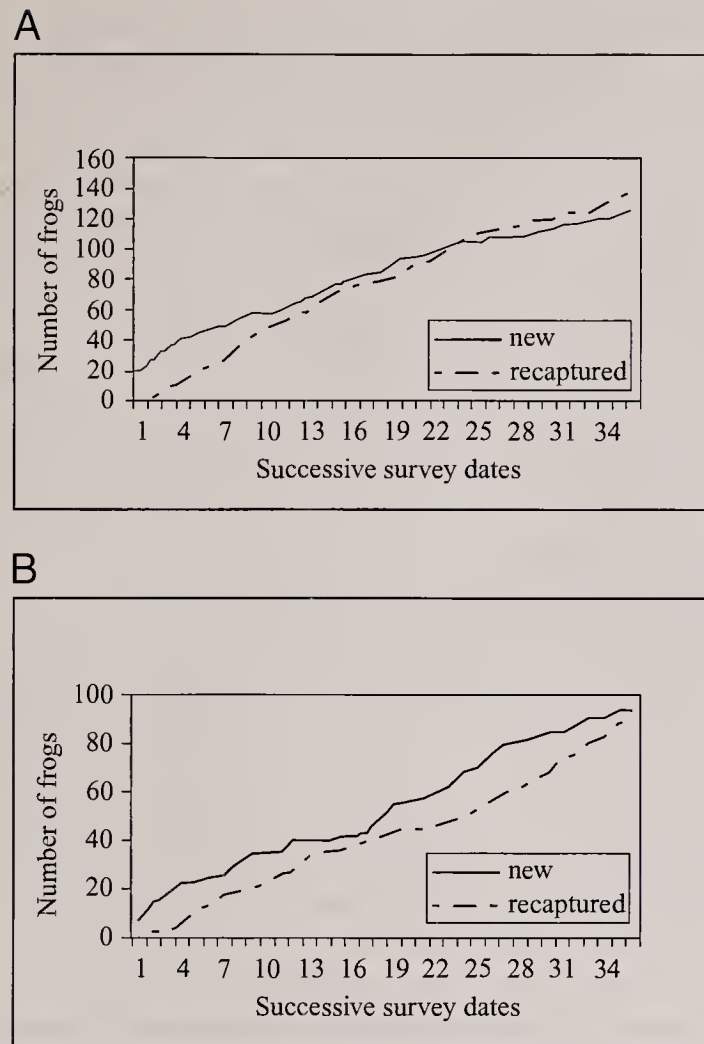 A
160
140
120
100
80
60
40
20
0
Number of frogs
new
recaptured
1 4 7 10 13 16 19 22 25 28 31 34
Successive survey dates
B
100
80
60
40
20
0
Number of frogs
new
recaptured
1 4 7 10 13 16 19 22 25 28 31 34
Successive survey dates